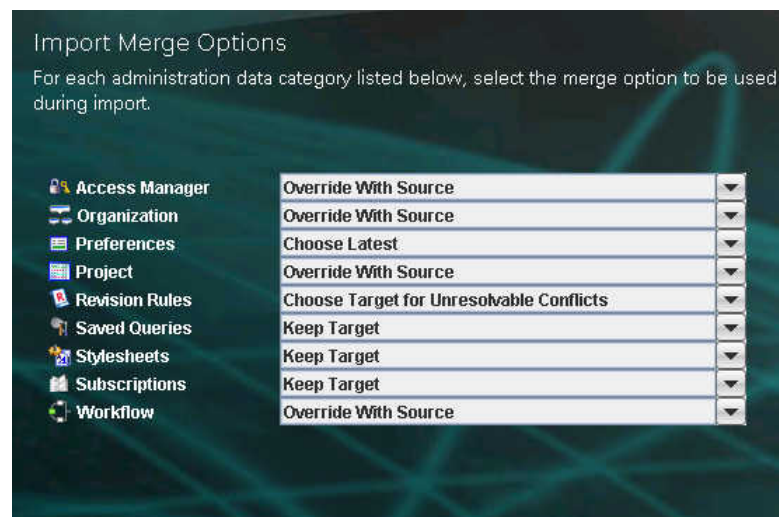 Import Merge Options
For each administration data category listed below, select the merge option to be used
during import.
Access Manager Override With Source
Organization Override With Source
Preferences Choose Latest
Project Override With Source
Revision Rules Choose Target for Unresolvable Conflicts
Saved Queries Keep Target
Stylesheets Keep Target
Subscriptions Keep Target
Workflow Override With Source